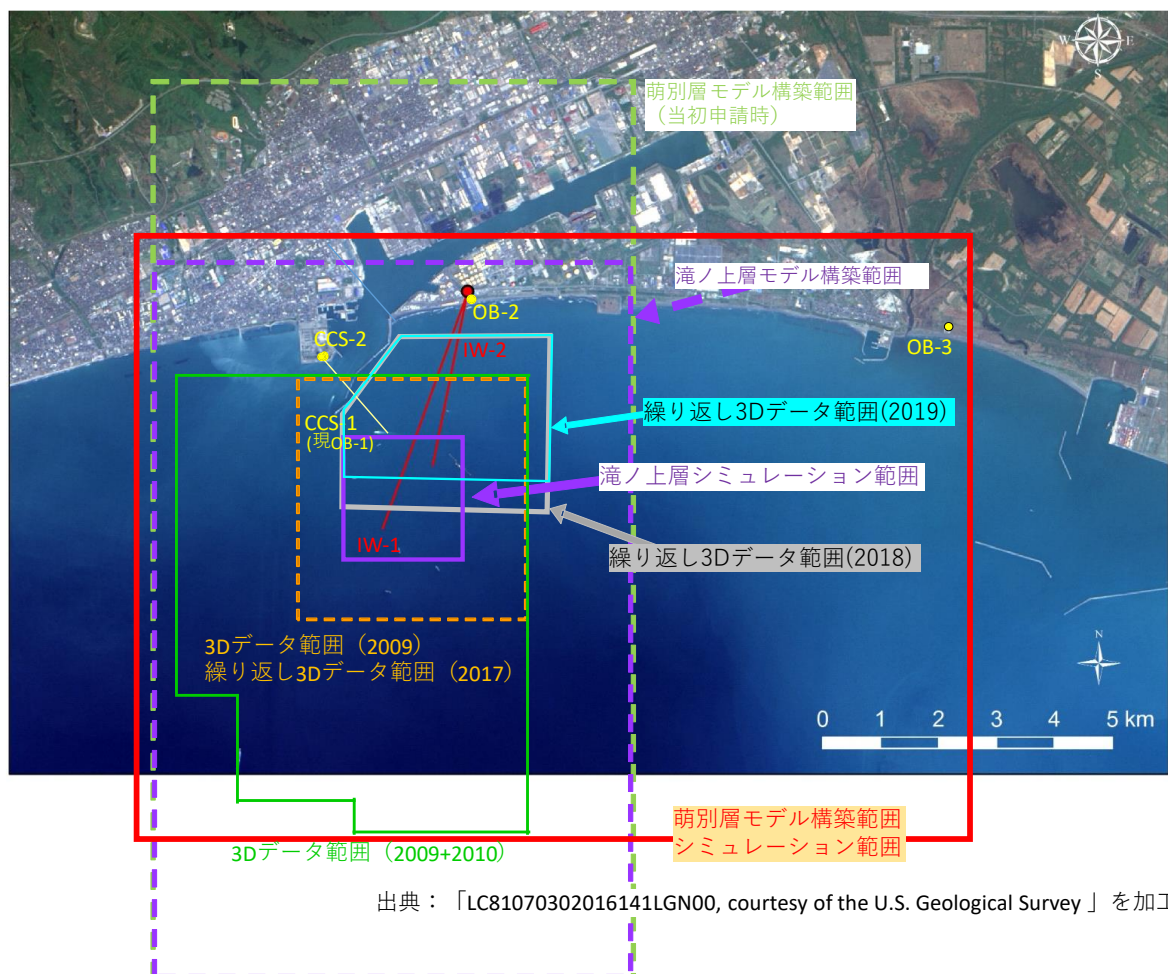 W
E
S
萌別層モデル構築範囲
（当初申請時）
滝ノ上層モデル構築範囲
OB-2
CCS-2
IW-2
OB-3
繰り返し3Dデータ範囲(2019)
CCS-1
(現OB-1)
滝ノ上層シミュレーション範囲
IW-1
繰り返し3Dデータ範囲(2018)
3Dデータ範囲（2009）
繰り返し3Dデータ範囲（2017）
N
0 1 2 3 4 5 km
萌別層モデル構築範囲
シミュレーション範囲
3Dデータ範囲（2009+2010）
出典：「LC81070302016141LGN00, courtesy of the U.S. Geological Survey 」を加工